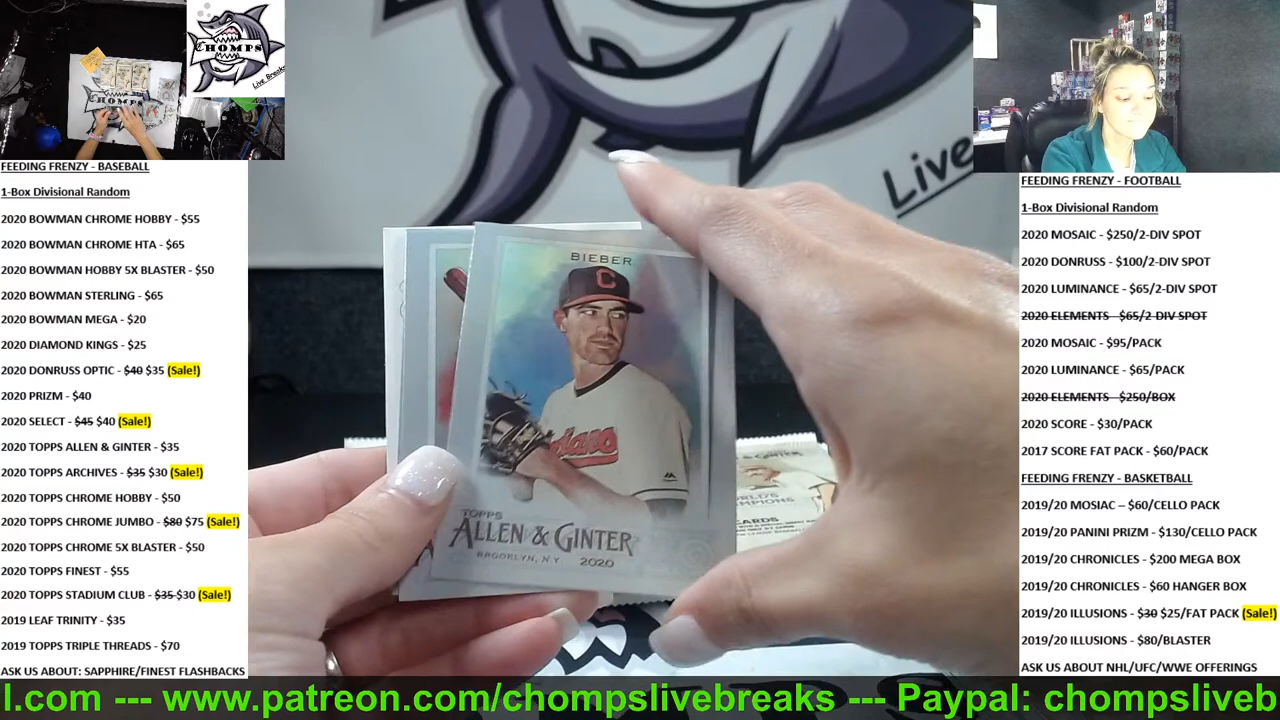 CHOMPS
Live Breaks
CHOMPS
FEEDING FRENZY - BASEBALL
1-Box Divisional Random
2020 BOWMAN CHROME HOBBY - $55
2020 BOWMAN CHROME HTA - $65
2020 BOWMAN HOBBY 5X BLASTER - $50
2020 BOWMAN STERLING - $65
2020 BOWMAN MEGA - $20
2020 DIAMOND KINGS - $25
2020 DONRUSS OPTIC - $40 $35 (Sale!)
2020 PRIZM - $40
2020 SELECT - $45 $40 (Sale!)
2020 TOPPS ALLEN & GINTER - $35
2020 TOPPS ARCHIVES - $35 $30 (Sale!)
2020 TOPPS CHROME HOBBY - $50
2020 TOPPS CHROME JUMBO - $80 $75 (Sale!)
2020 TOPPS CHROME 5X BLASTER - $50
2020 TOPPS FINEST - $55
2020 TOPPS STADIUM CLUB - $35 $30 (Sale!)
2019 LEAF TRINITY - $35
2019 TOPPS TRIPLE THREADS - $70
ASK US ABOUT: SAPPHIRE/FINEST FLASHBACKS
Live
BIEBER
C
TOPPS
ALLEN & GINTER
BROOKLYN, NY 2020
FEEDING FRENZY - FOOTBALL
1-Box Divisional Random
2020 MOSAIC - $250/2-DIV SPOT
2020 DONRUSS - $100/2-DIV SPOT
2020 LUMINANCE - $65/2-DIV SPOT
2020 ELEMENTS - $65/2-DIV SPOT
2020 MOSAIC - $95/PACK
2020 LUMINANCE - $65/PACK
2020 ELEMENTS - $250/BOX
2020 SCORE - $30/PACK
2017 SCORE FAT PACK - $60/PACK
FEEDING FRENZY - BASKETBALL
2019/20 MOSIAC – $60/CELLO PACK
2019/20 PANINI PRIZM - $130/CELLO PACK
2019/20 CHRONICLES - $200 MEGA BOX
2019/20 CHRONICLES - $60 HANGER BOX
2019/20 ILLUSIONS - $30 $25/FAT PACK (Sale!)
2019/20 ILLUSIONS - $80/BLASTER
ASK US ABOUT NHL/UFC/WWE OFFERINGS
l.com --- www.patreon.com/chompslivebreaks --- Paypal: chompsliveb